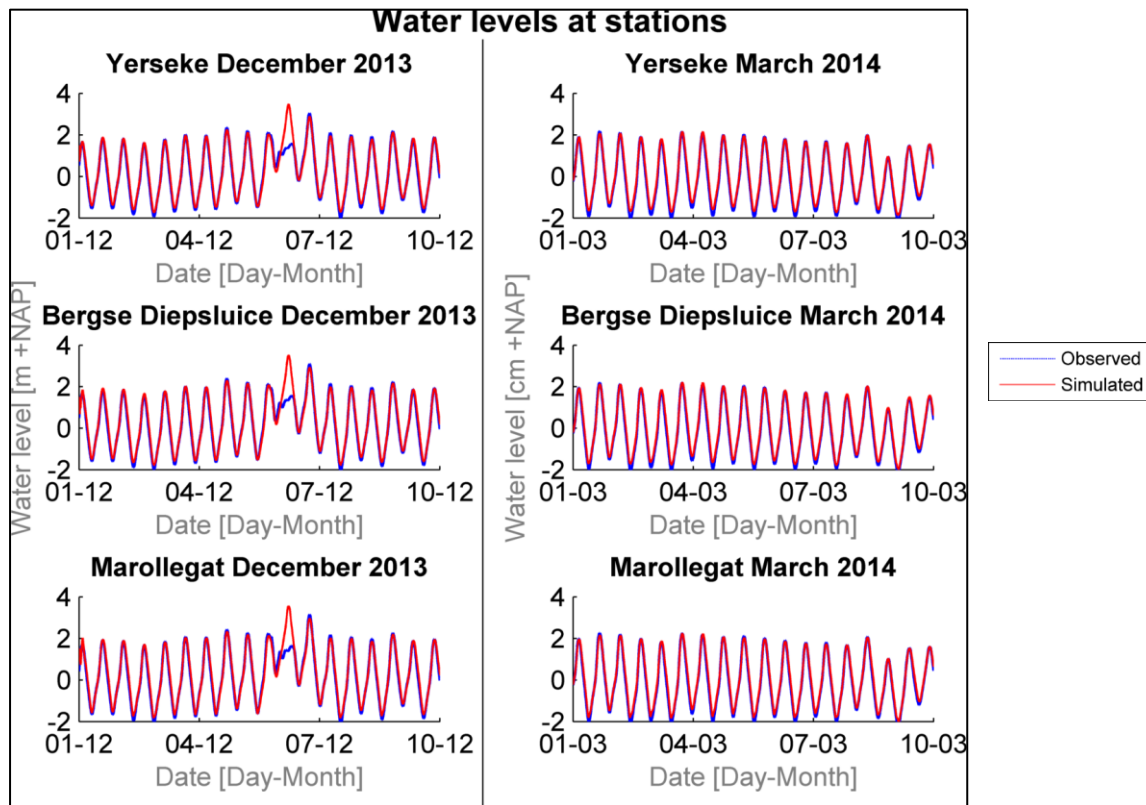 Water levels at stations
Yerseke December 2013
4
2
0
-2
01-12 04-12 07-12 10-12
Date [Day-Month]
Bergse Diepsluice December 2013
4
2
0
-2
01-12 04-12 07-12 10-12
Date [Day-Month]
Marollegat December 2013
4
2
0
-2
01-12 04-12 07-12 10-12
Date [Day-Month]
Water level [m +NAP]
Yerseke March 2014
4
2
0
-2
01-03 04-03 07-03 10-03
Date [Day-Month]
Bergse Diepsluice March 2014
4
2
0
-2
01-03 04-03 07-03 10-03
Date [Day-Month]
Marollegat March 2014
4
2
0
-2
01-03 04-03 07-03 10-03
Date [Day-Month]
Water level [cm +NAP]
Observed
Simulated